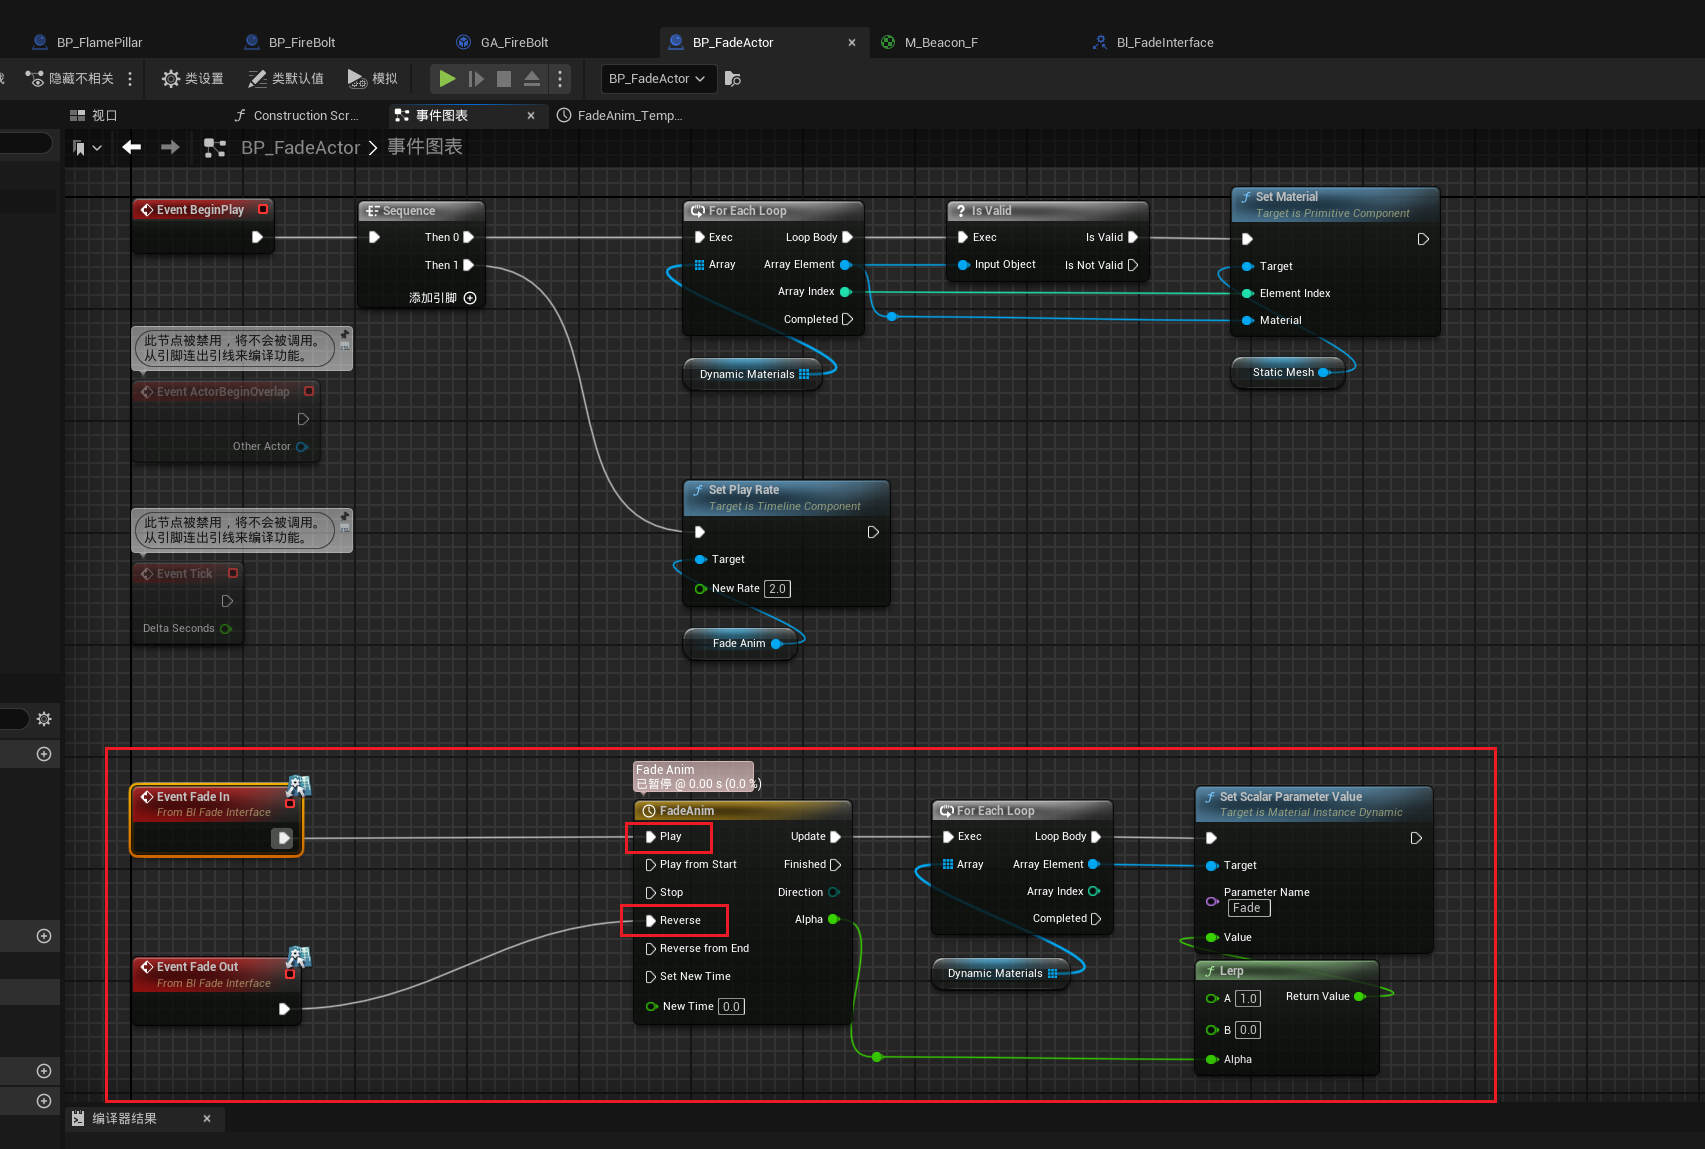 BP_FlamePillar
BP_FireBolt
GA_FireBolt
BP_FadeActor
M_Beacon_F
BI_FadeInterface
隐藏不相关
类设置
类默认值
模拟
BP_FadeActor
视口
Construction Scr...
事件图表
FadeAnim_Temp...
BP_FadeActor
事件图表
Event BeginPlay
Sequence
Then 0
Then 1
添加引脚
For Each Loop
Exec
Loop Body
Array
Array Element
Array Index
Completed
Dynamic Materials
Is Valid
Exec
Is Valid
Input Object
Is Not Valid
Set Material
Target is Primitive Component
Target
Element Index
Material
Static Mesh
此节点被禁用，将不会被调用。
从引脚连出引线来编译功能。
Event ActorBeginOverlap
Other Actor
此节点被禁用，将不会被调用。
从引脚连出引线来编译功能。
Event Tick
Delta Seconds
Set Play Rate
Target is Timeline Component
Target
New Rate 2.0
Fade Anim
Event Fade In
From BI Fade Interface
Event Fade Out
From BI Fade Interface
Fade Anim
已暂停 @ 0.00 s (0.0 %)
FadeAnim
Play
Update
Play from Start
Finished
Stop
Direction
Reverse
Alpha
Reverse from End
Set New Time
New Time 0.0
For Each Loop
Exec
Loop Body
Array
Array Element
Array Index
Completed
Dynamic Materials
Set Scalar Parameter Value
Target is Material Instance Dynamic
Target
Parameter Name
Fade
Value
Lerp
A 1.0
Return Value
B 0.0
Alpha
编译器结果